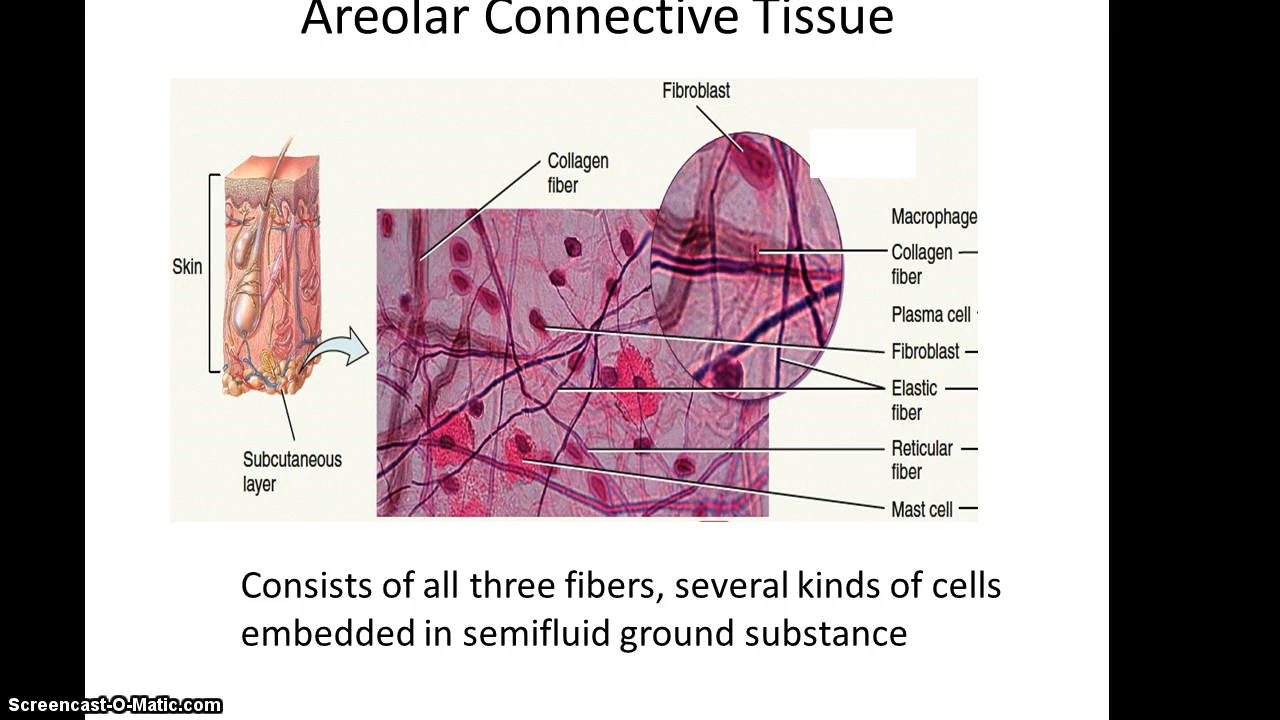 Areolar Connective Tissue
Fibroblast
Collagen
fiber
Skin
Subcutaneous
layer
Macrophage
Collagen
fiber
Plasma cell
Fibroblast
Elastic
fiber
Reticular
fiber
Mast cell
Consists of all three fibers, several kinds of cells
embedded in semifluid ground substance
Screencast-O-Matic.com